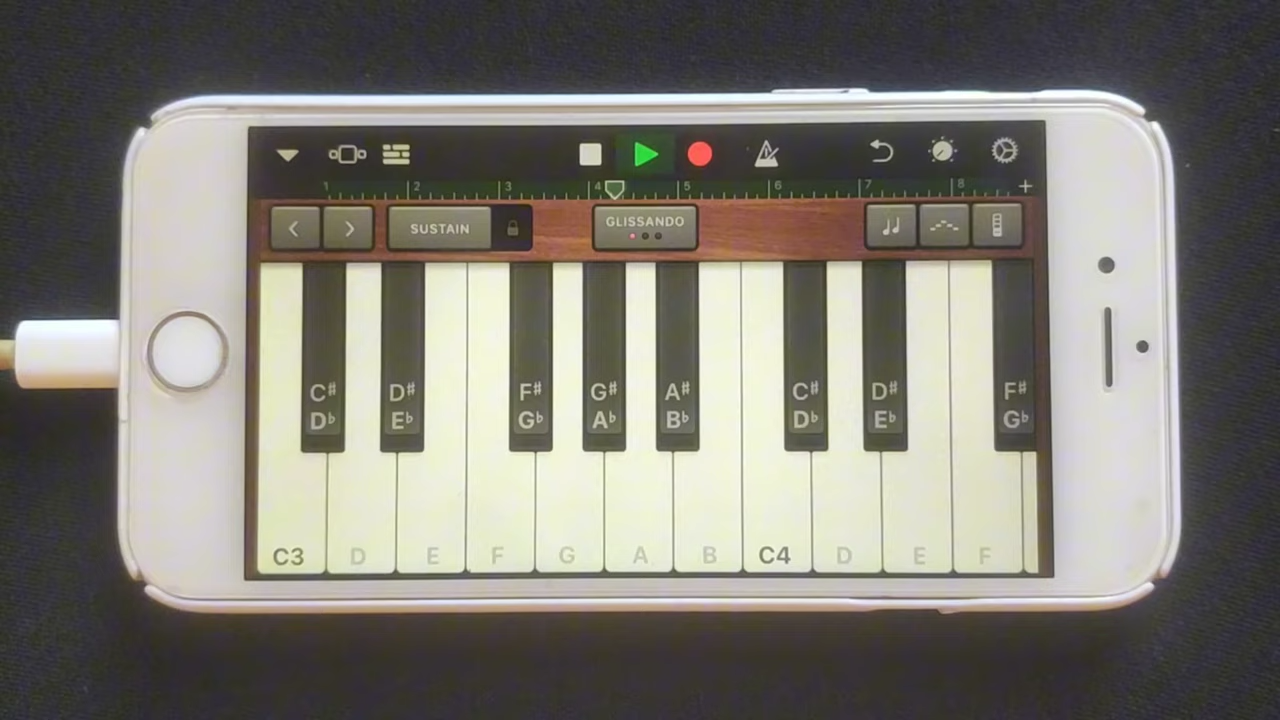 1 2 3 4 5 6 7 8 +
SUSTAIN
GLISSANDO
C♯ D♯ F♯ G♯ A♯ C♯ D♯ F♯
D♭ E♭ G♭ A♭ B♭ D♭ E♭ G♭
C3 D E F G A B C4 D E F